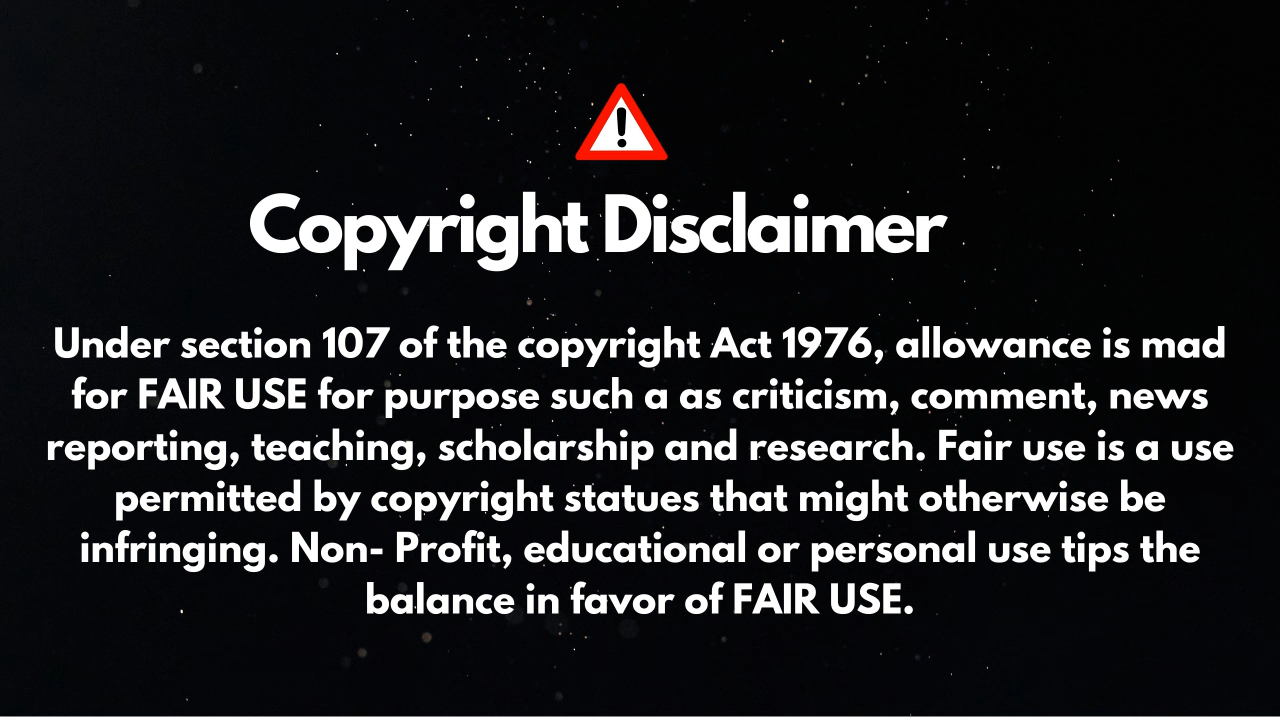 Copyright Disclaimer
Under section 107 of the copyright Act 1976, allowance is mad
for FAIR USE for purpose such a as criticism, comment, news
reporting, teaching, scholarship and research. Fair use is a use
permitted by copyright statues that might otherwise be
infringing. Non- Profit, educational or personal use tips the
balance in favor of FAIR USE.